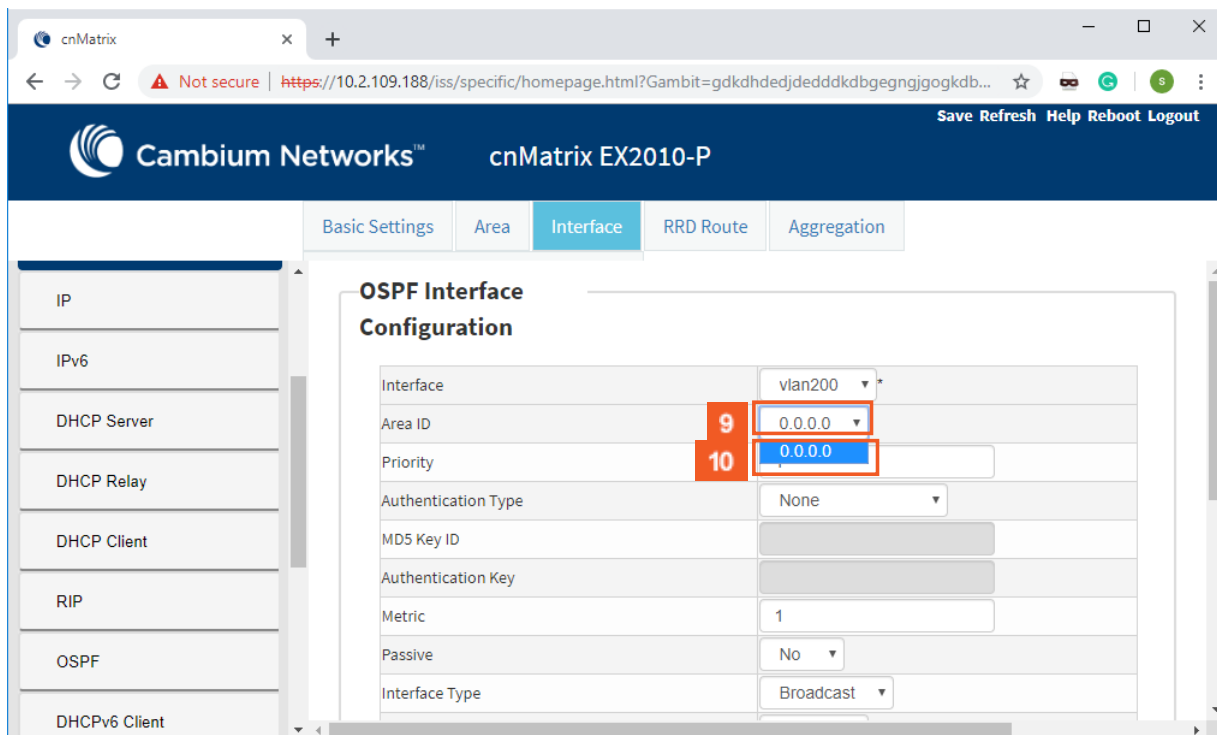 cnMatrix
Not secure | https://10.2.109.188/iss/specific/homepage.html?Gambit=gdkdhdedjdedddkdbgegngjgogkdb...
s
Save Refresh Help Reboot Logout
Cambium Networks™ cnMatrix EX2010-P
Basic Settings Area Interface RRD Route Aggregation
IP
IPv6
DHCP Server
DHCP Relay
DHCP Client
RIP
OSPF
DHCPv6 Client
OSPF Interface
Configuration
Interface vlan200 *
Area ID 9 0.0.0.0
10 0.0.0.0
Priority
Authentication Type None
MD5 Key ID
Authentication Key
Metric 1
Passive No
Interface Type Broadcast